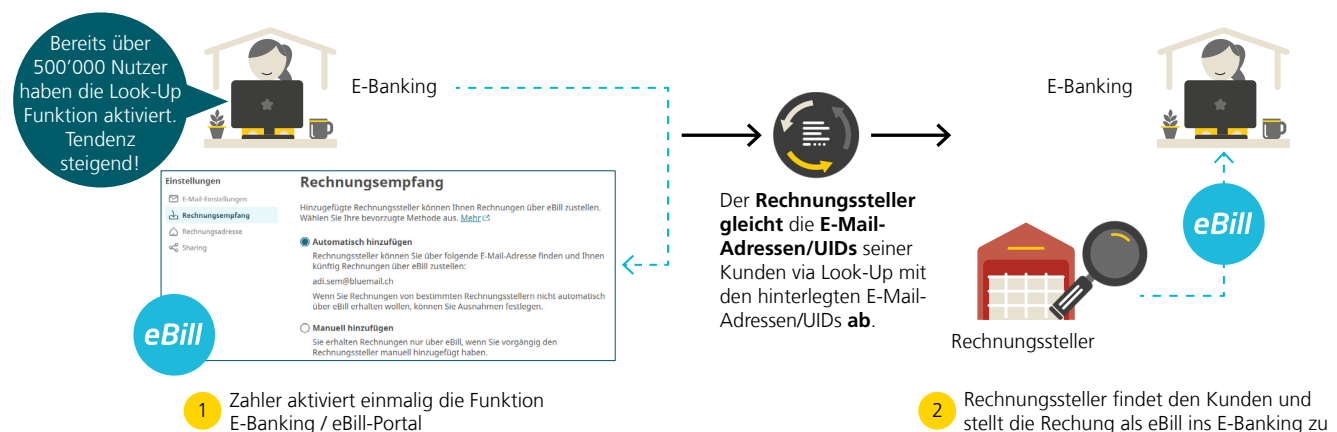 Bereits über
500'000 Nutzer
haben die Look-Up
Funktion aktiviert.
Tendenz
steigend!
E-Banking
Einstellungen
E-Mail-Einstellungen
Rechnungsempfang
Rechnungsadresse
Sharing
Rechnungsempfang
Hinzugefügte Rechnungssteller können Ihnen Rechnungen über eBill zustellen.
Wählen Sie Ihre bevorzugte Methode aus. Mehr
Automatisch hinzufügen
Rechnungssteller können Sie über folgende E-Mail-Adresse finden und Ihnen
künftig Rechnungen über eBill zustellen:
adi.sem@bluemail.ch
Wenn Sie Rechnungen von bestimmten Rechnungsstellern nicht automatisch
über eBill erhalten wollen, können Sie Ausnahmen festlegen.
Manuell hinzufügen
Sie erhalten Rechnungen nur über eBill, wenn Sie vorgängig den
Rechnungssteller manuell hinzugefügt haben.
eBill
1 Zahler aktiviert einmalig die Funktion
E-Banking / eBill-Portal
Der Rechnungssteller
gleicht die E-Mail-
Adressen/UIDs seiner
Kunden via Look-Up mit
den hinterlegten E-Mail-
Adressen/UIDs ab.
E-Banking
eBill
Rechnungssteller
2 Rechnungssteller findet den Kunden und
stellt die Rechung als eBill ins E-Banking zu